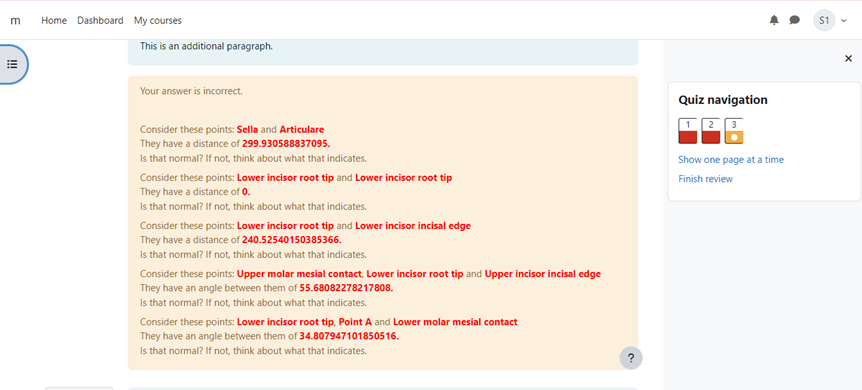 m Home Dashboard My courses S1
This is an additional paragraph.
Your answer is incorrect.
Consider these points: Sella and Articulare
They have a distance of 299.930588837095.
Is that normal? If not, think about what that indicates.
Consider these points: Lower incisor root tip and Lower incisor root tip
They have a distance of 0.
Is that normal? If not, think about what that indicates.
Consider these points: Lower incisor root tip and Lower incisor incisal edge
They have a distance of 240.52540150385366.
Is that normal? If not, think about what that indicates.
Consider these points: Upper molar mesial contact, Lower incisor root tip and Upper incisor incisal edge
They have an angle between them of 55.68082278217808.
Is that normal? If not, think about what that indicates.
Consider these points: Lower incisor root tip, Point A and Lower molar mesial contact
They have an angle between them of 34.807947101850516.
Is that normal? If not, think about what that indicates.
?
Quiz navigation
1 2 3
Show one page at a time
Finish review